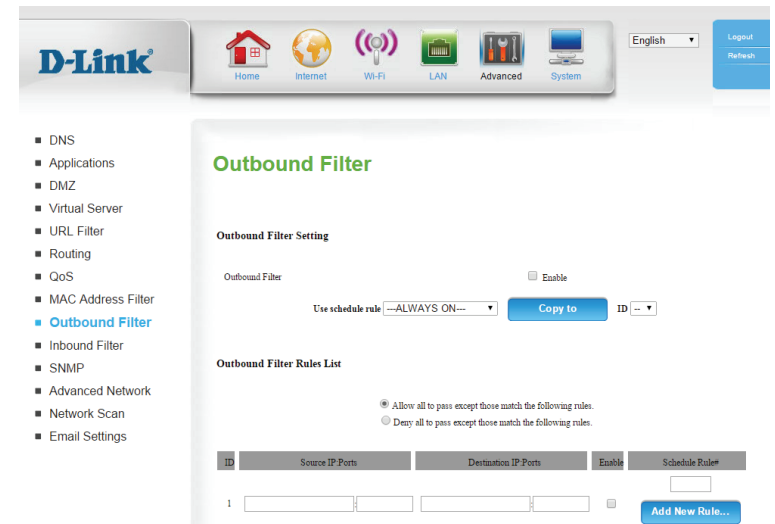 D-Link
Home Internet Wi-Fi LAN Advanced System
English
Logout
Refresh
DNS
Applications
DMZ
Virtual Server
URL Filter
Routing
QoS
MAC Address Filter
Outbound Filter
Inbound Filter
SNMP
Advanced Network
Network Scan
Email Settings
Outbound Filter
Outbound Filter Setting
Outbound Filter Enable
Use schedule rule ---ALWAYS ON--- Copy to ID --
Outbound Filter Rules List
Allow all to pass except those match the following rules.
Deny all to pass except those match the following rules.
ID Source IP:Ports Destination IP:Ports Enable Schedule Rule#
1 : : Add New Rule...